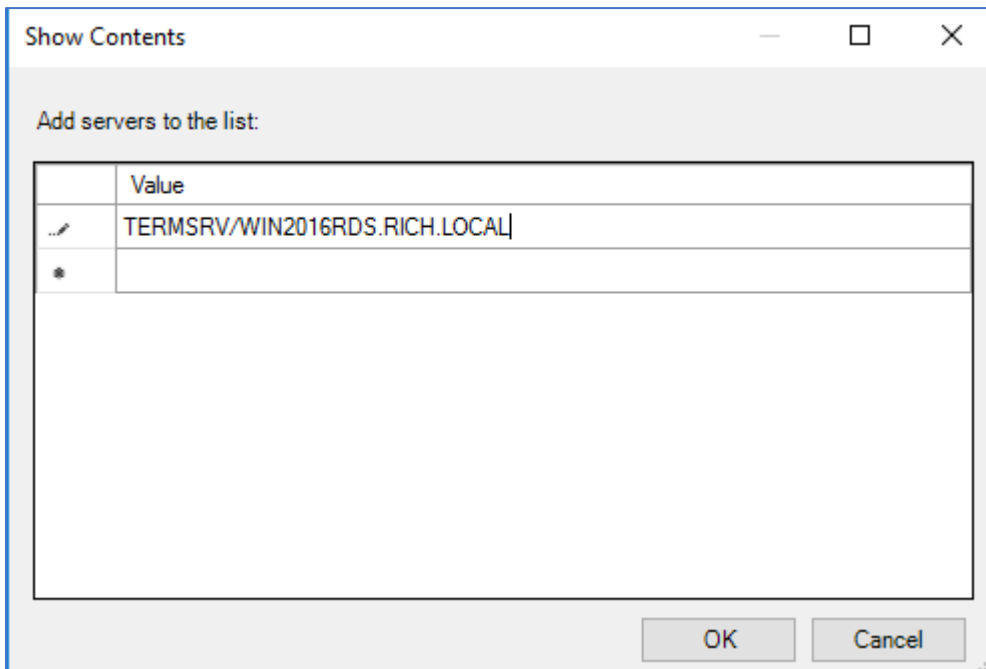 Show Contents
Add servers to the list:
Value
TERMSRV/WIN2016RDS.RICH.LOCAL
OK
Cancel